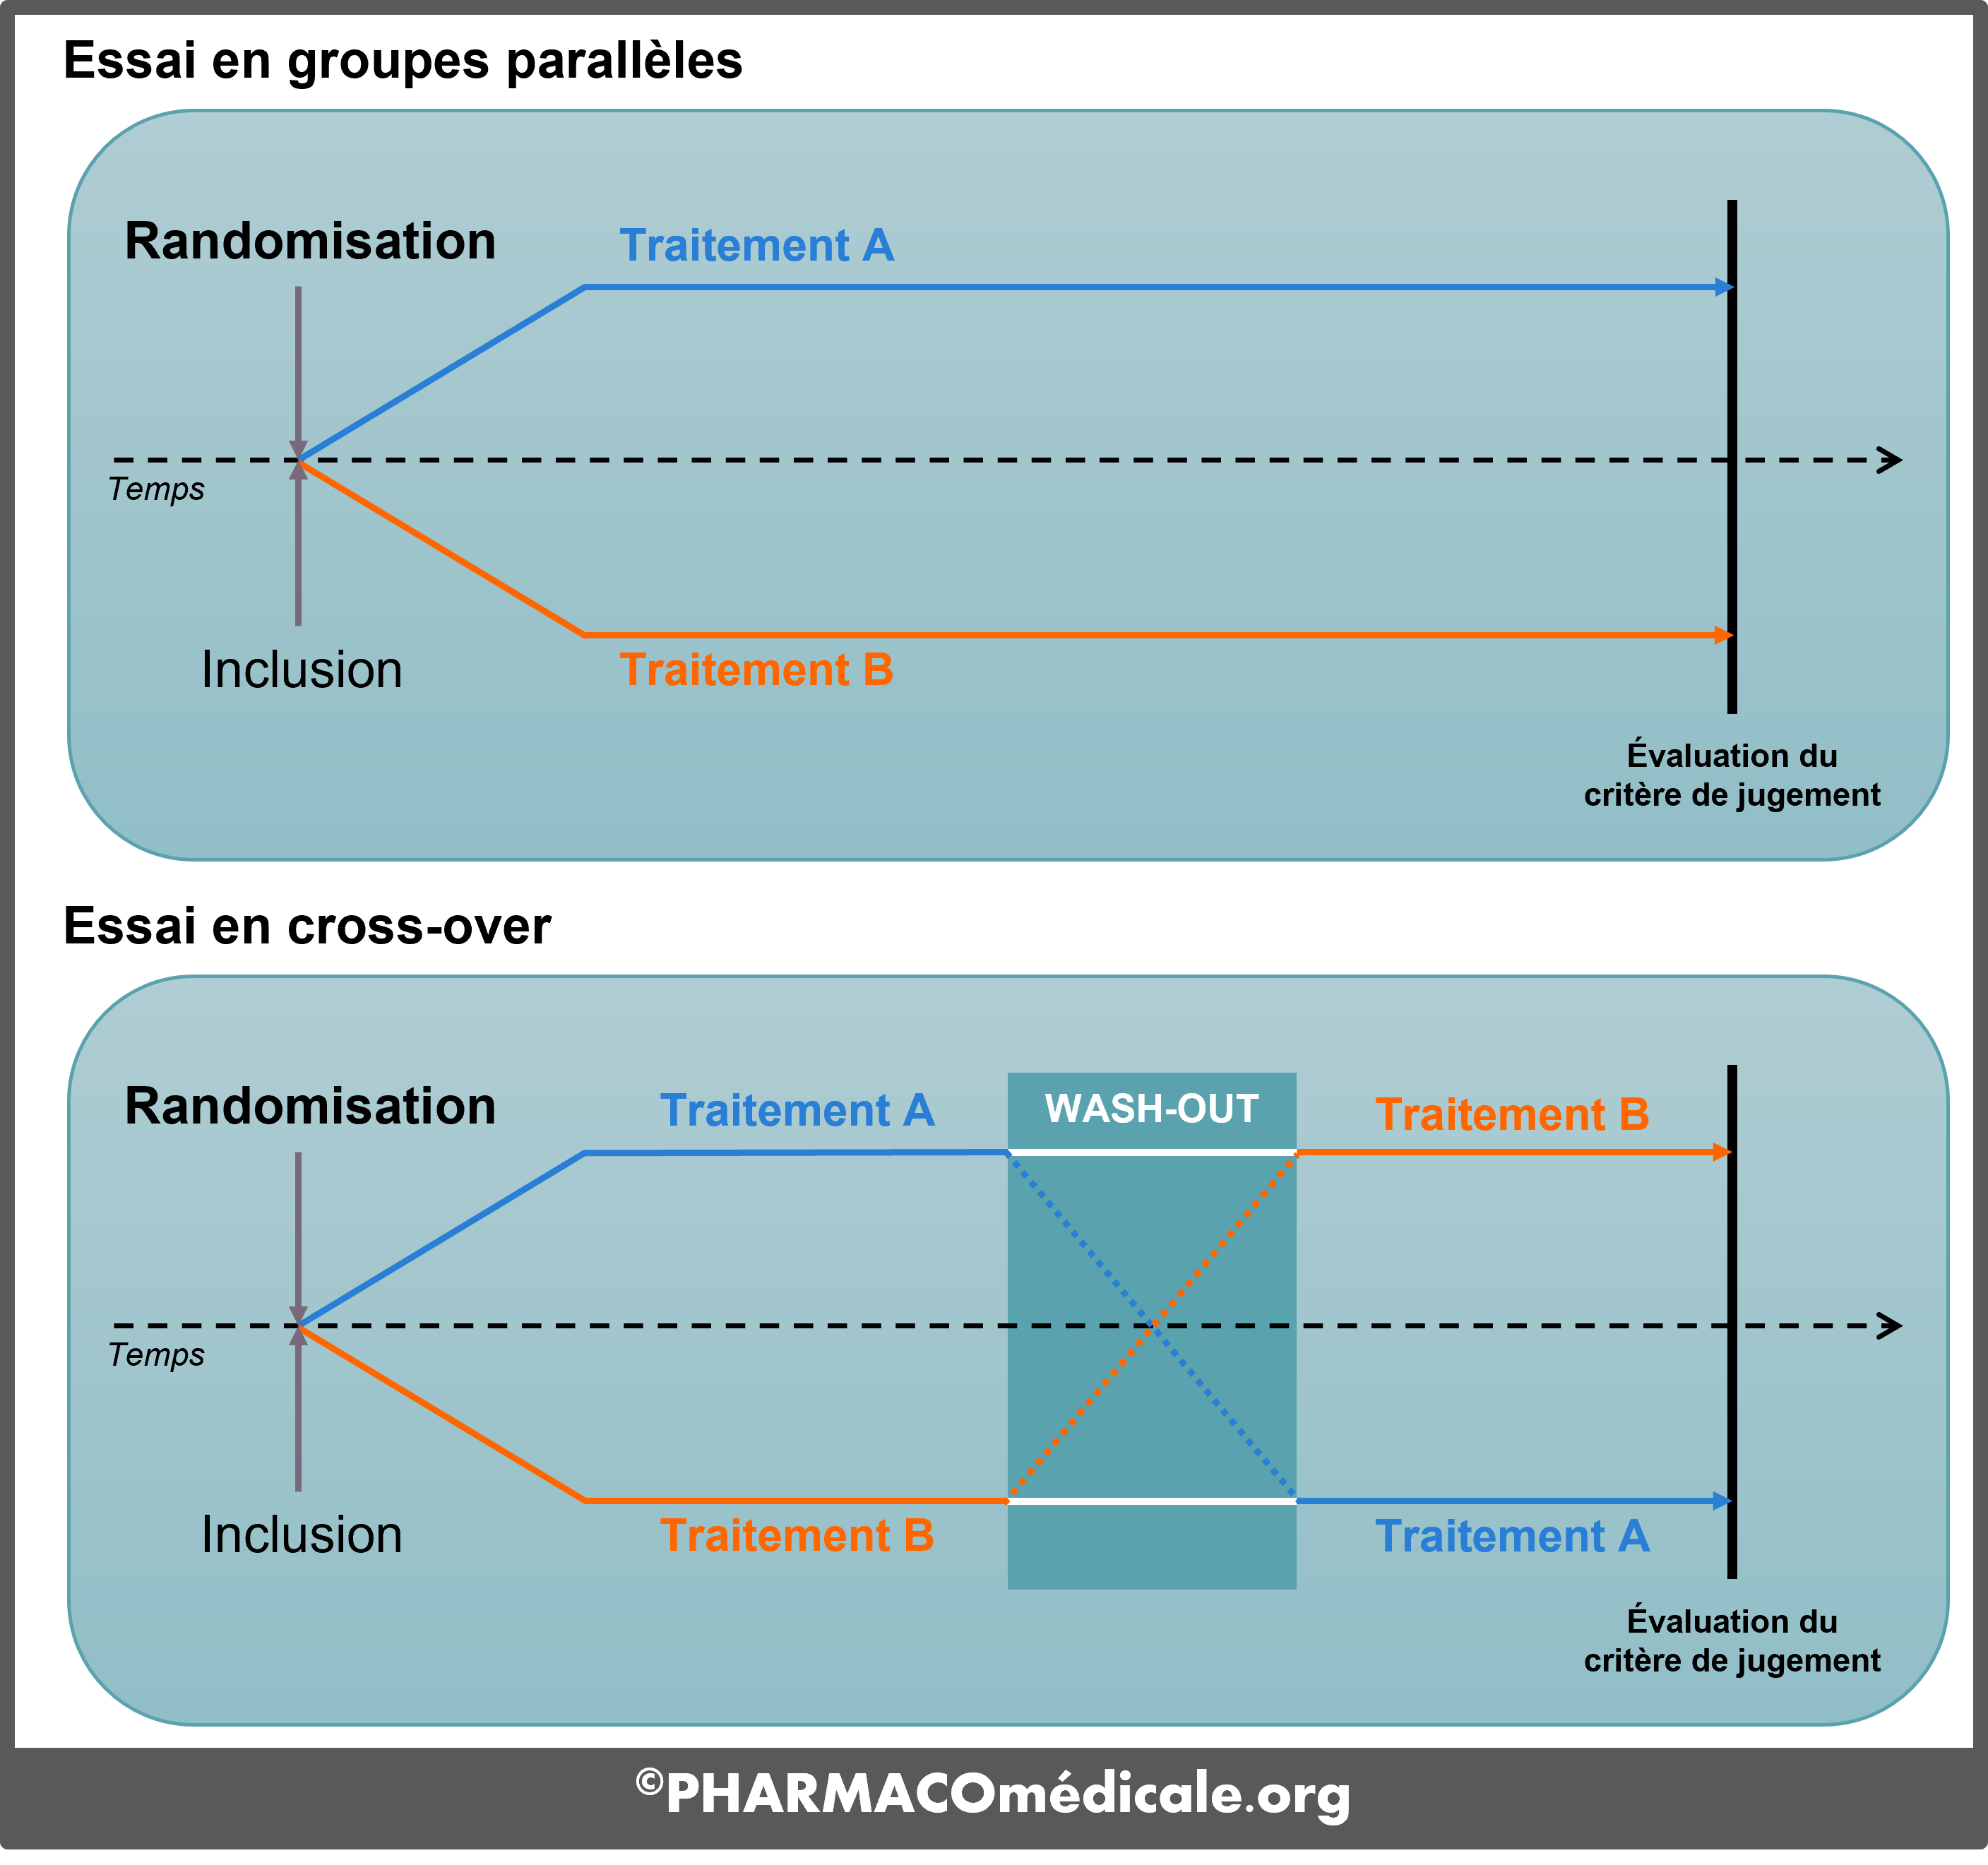 Essai en groupes parallèles
Randomisation
Traitement A
Temps
Inclusion
Traitement B
Évaluation du
critère de jugement
Essai en cross-over
Randomisation
Traitement A
WASH-OUT
Traitement B
Temps
Inclusion
Traitement B
Traitement A
Évaluation du
critère de jugement
©PHARMACOmédicale.org